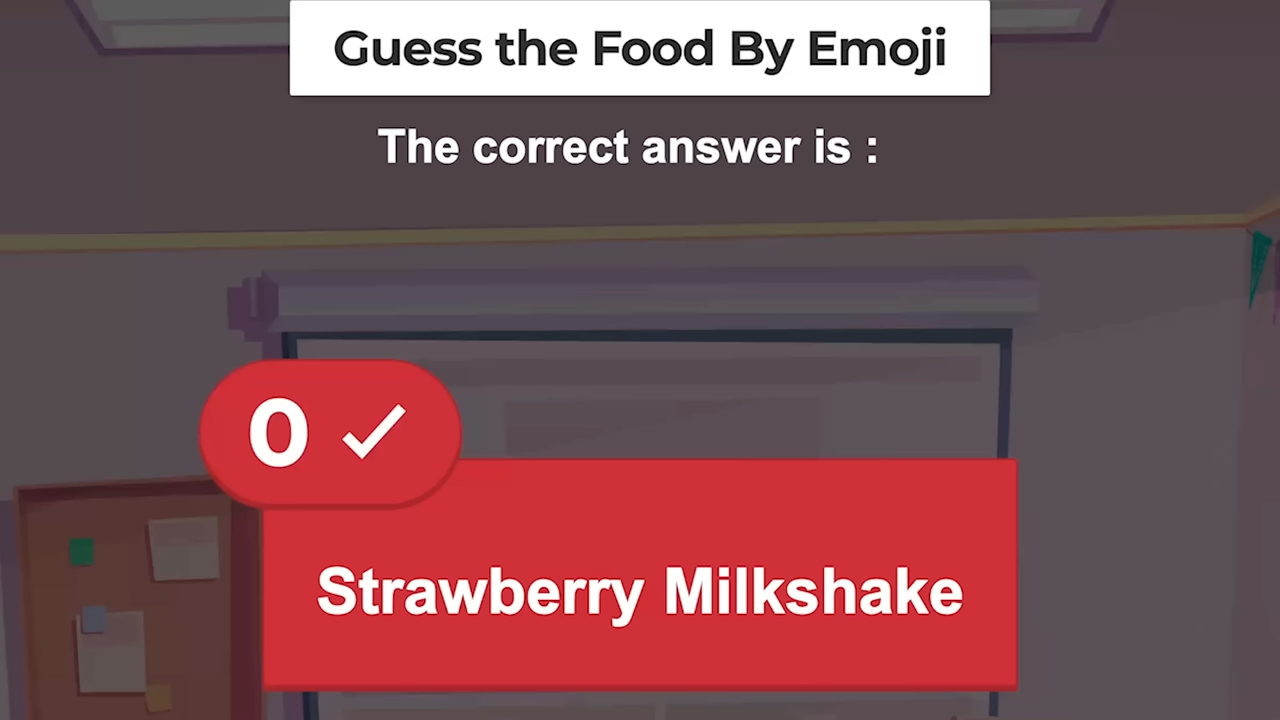 Guess the Food By Emoji
The correct answer is :
0
Strawberry Milkshake